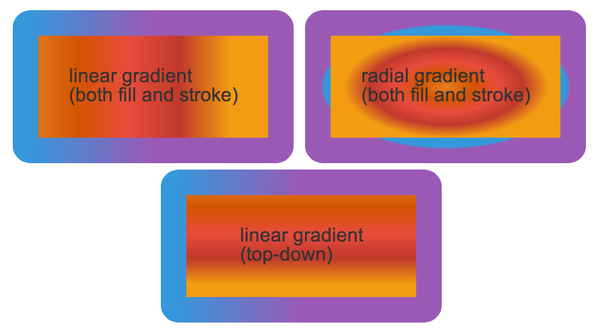 linear gradient
(both fill and stroke)
radial gradient
(both fill and stroke)
linear gradient
(top-down)